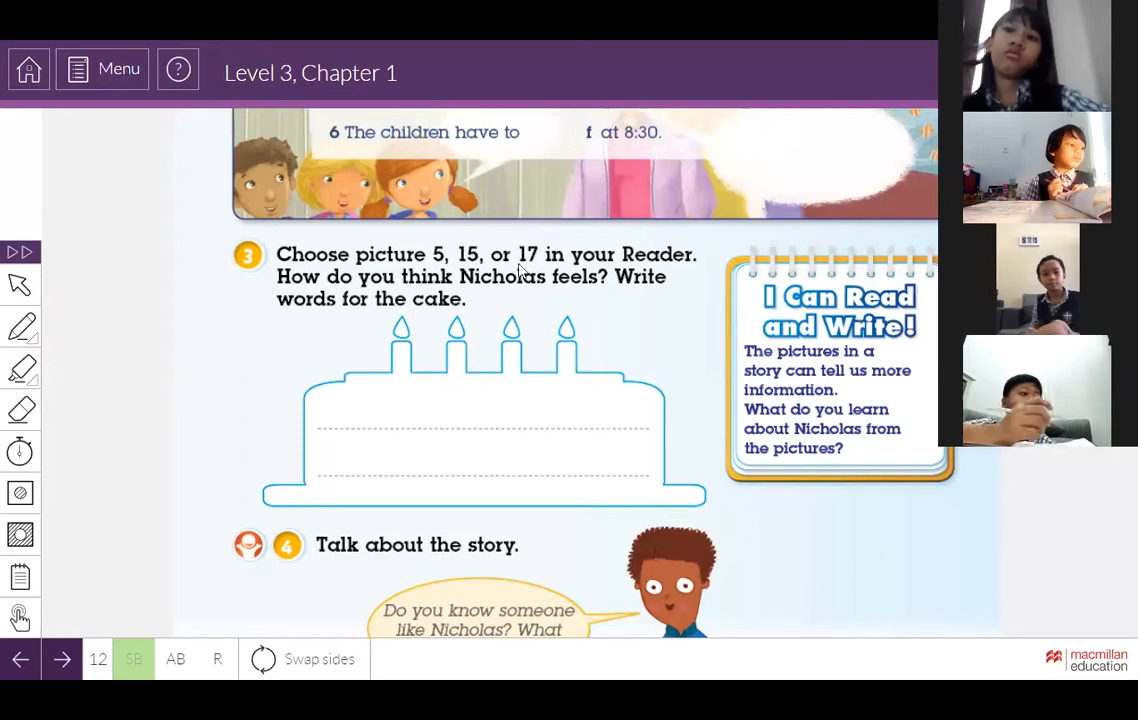 Menu
?
Level 3, Chapter 1
6 The children have to f at 8:30.
3 Choose picture 5, 15, or 17 in your Reader.
How do you think Nicholas feels? Write
words for the cake.
I Can Read
and Write!
The pictures in a
story can tell us more
information.
What do you learn
about Nicholas from
the pictures?
4 Talk about the story.
Do you know someone
like Nicholas? What
12 SB AB R Swap sides
macmillan
education